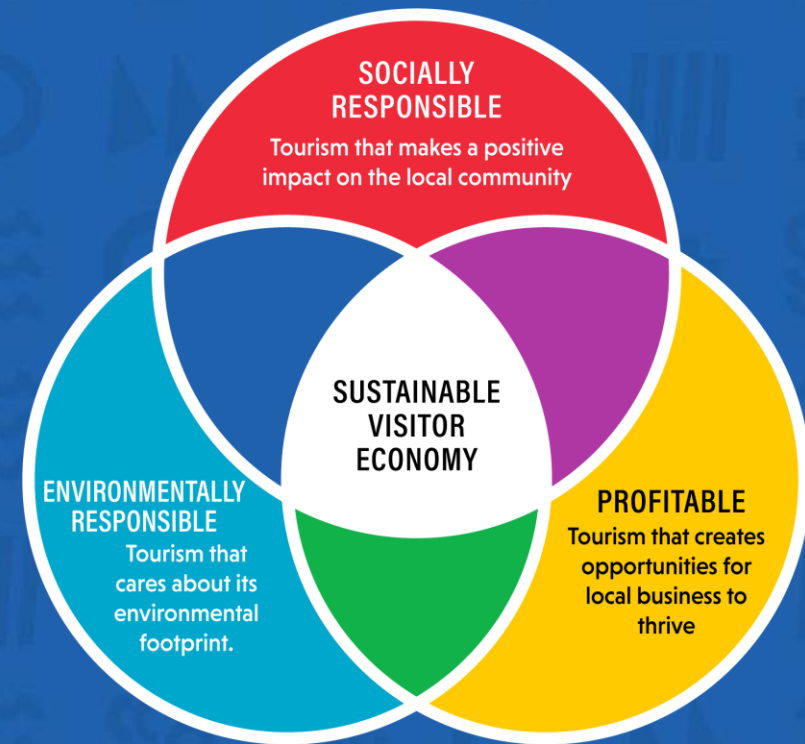 SOCIALLY
RESPONSIBLE
Tourism that makes a positive
impact on the local community
SUSTAINABLE
VISITOR
ECONOMY
ENVIRONMENTALLY
RESPONSIBLE
Tourism that
cares about its
environmental
footprint.
PROFITABLE
Tourism that creates
opportunities for
local business to
thrive